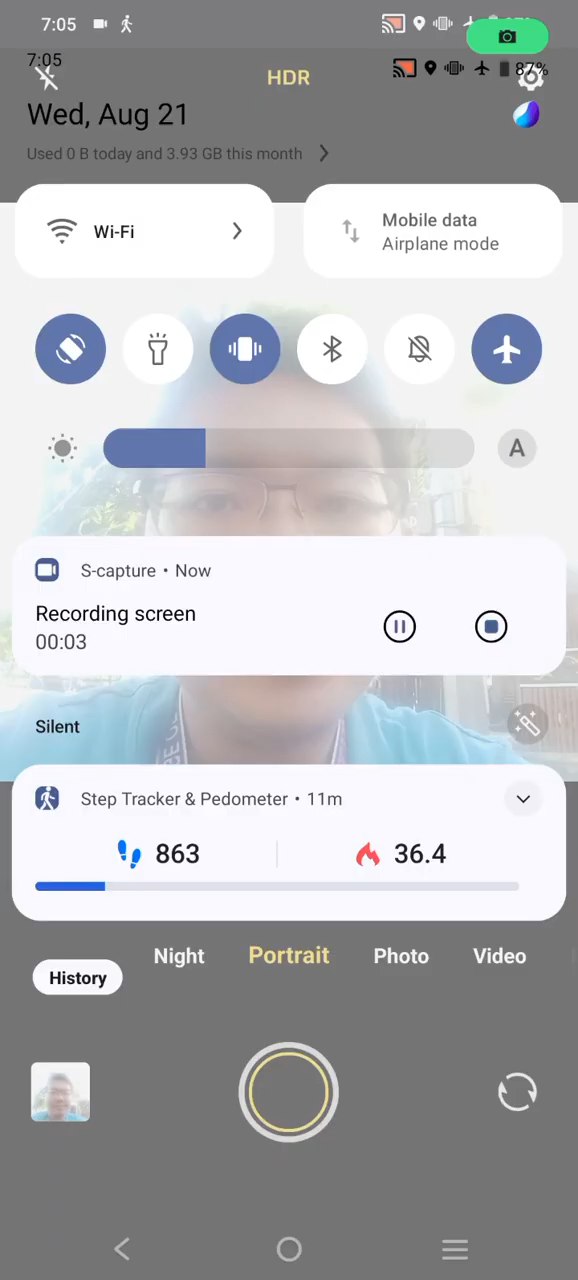 7:05
7:05
87%
HDR
Wed, Aug 21
Used 0 B today and 3.93 GB this month
Wi-Fi
Mobile data
Airplane mode
A
S-capture • Now
Recording screen
00:03
Silent
Step Tracker & Pedometer • 11m
863
36.4
Night
Portrait
Photo
Video
History